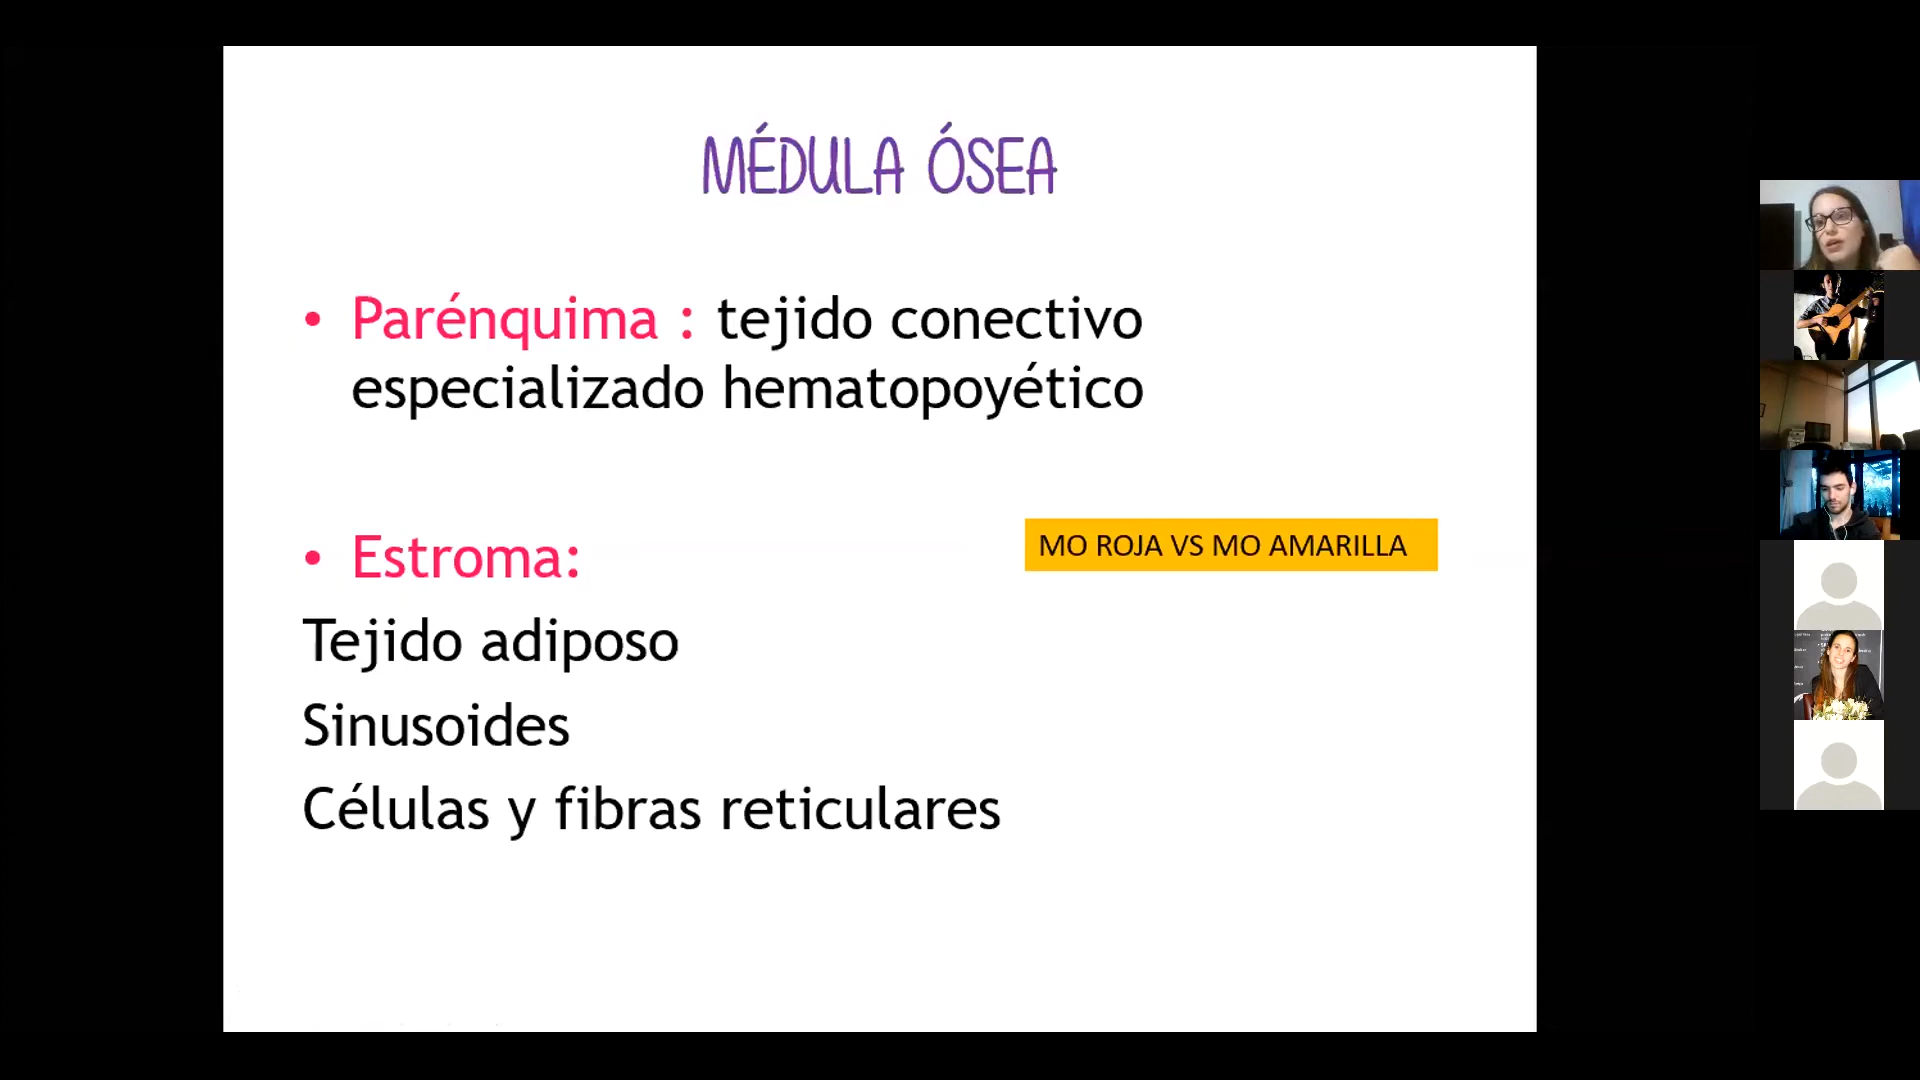 MÉDULA ÓSEA
• Parénquima : tejido conectivo
especializado hematopoyético
• Estroma:
MO ROJA VS MO AMARILLA
Tejido adiposo
Sinusoides
Células y fibras reticulares